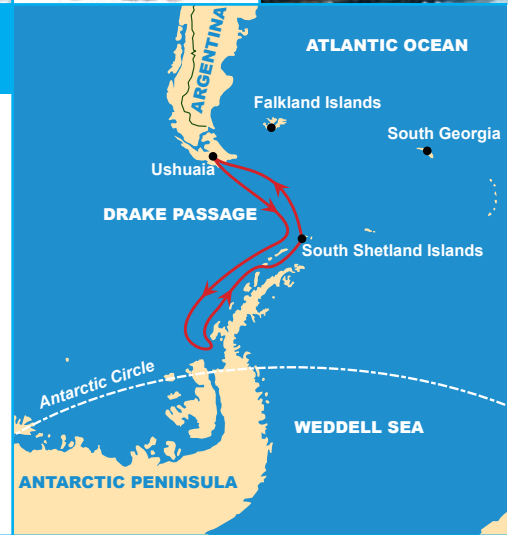 ATLANTIC OCEAN
ARGENTINA
Falkland Islands
South Georgia
Ushuaia
DRAKE PASSAGE
South Shetland Islands
Antarctic Circle
WEDDELL SEA
ANTARCTIC PENINSULA